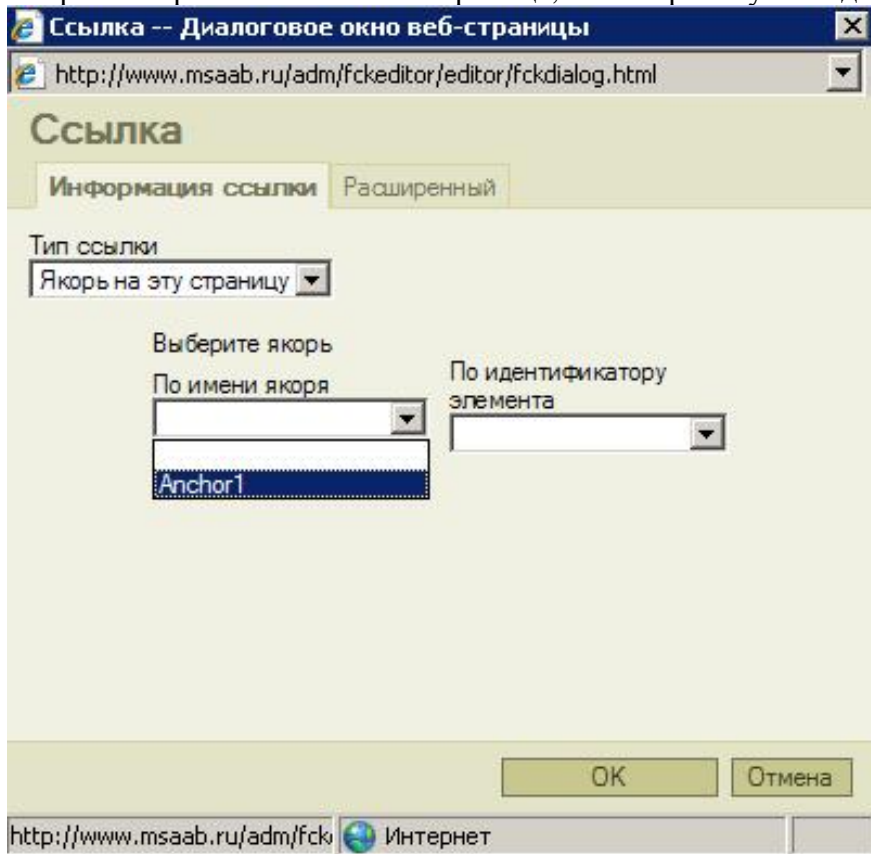 Ссылка -- Диалоговое окно веб-страницы
http://www.msaab.ru/adm/fckeditor/editor/fckdialog.html
Ссылка
Информация ссылки Расширенный
Тип ссылки
Якорь на эту страницу
Выберите якорь
По имени якоря
По идентификатору
элемента
Anchor1
OK Отмена
http://www.msaab.ru/adm/fck Интернет